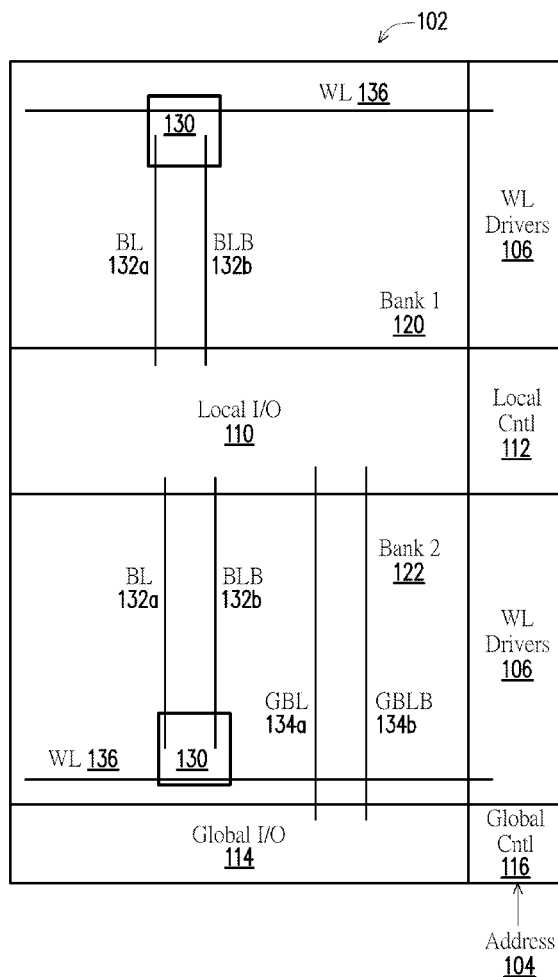 102
WL 136
130
BL
132a
BLB
132b
WL
Drivers
106
Bank 1
120
Local I/O
110
Local
Cntl
112
BL
132a
BLB
132b
Bank 2
122
WL
Drivers
106
GBL
134a
GBLB
134b
WL 136
130
Global I/O
114
Global
Cntl
116
Address
104